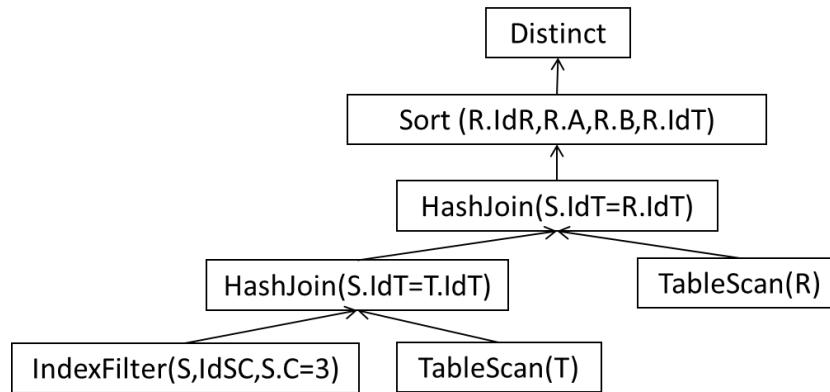 Distinct
Sort (R.IdR,R.A,R.B,R.IdT)
HashJoin(S.IdT=R.IdT)
HashJoin(S.IdT=T.IdT)
TableScan(R)
IndexFilter(S,IdSC,S.C=3)
TableScan(T)